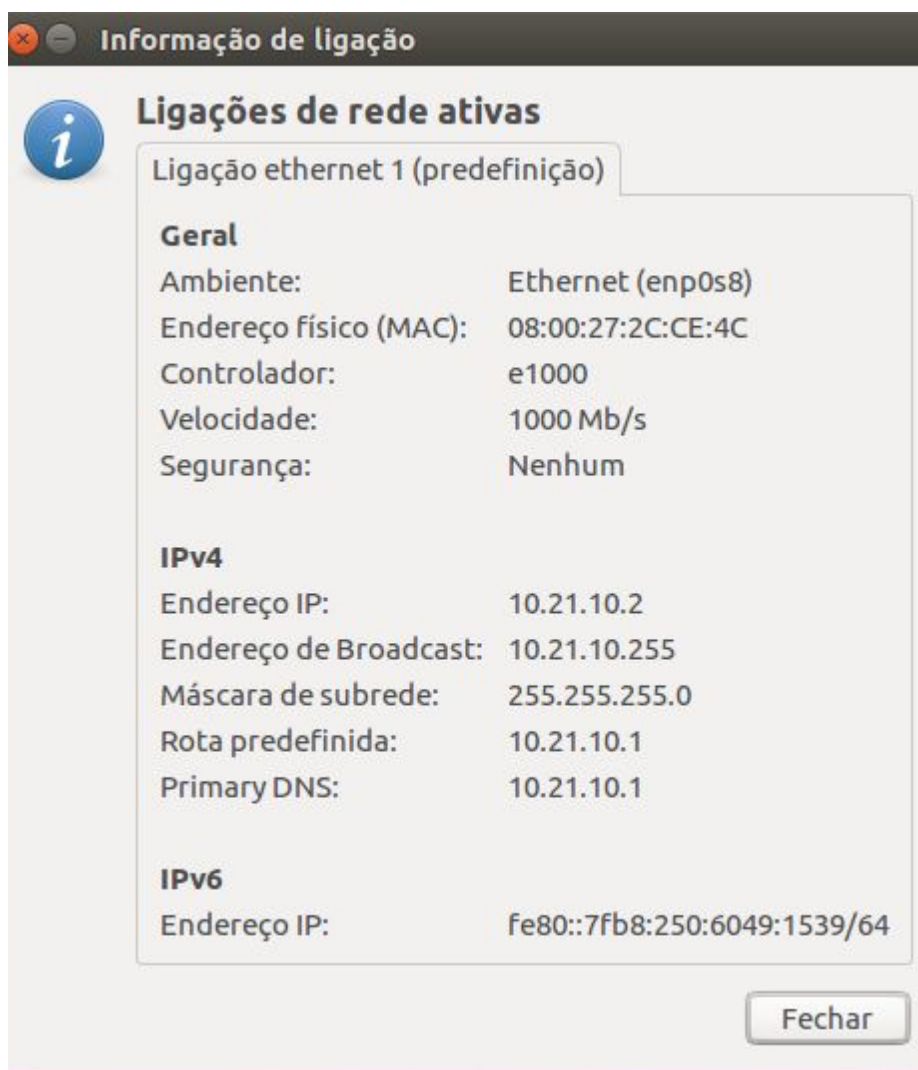 Informação de ligação
Ligações de rede ativas
Ligação ethernet 1 (predefinição)
Geral
Ambiente: Ethernet (enp0s8)
Endereço físico (MAC): 08:00:27:2C:CE:4C
Controlador: e1000
Velocidade: 1000 Mb/s
Segurança: Nenhum
IPv4
Endereço IP: 10.21.10.2
Endereço de Broadcast: 10.21.10.255
Máscara de subrede: 255.255.255.0
Rota predefinida: 10.21.10.1
Primary DNS: 10.21.10.1
IPv6
Endereço IP: fe80::7fb8:250:6049:1539/64
Fechar